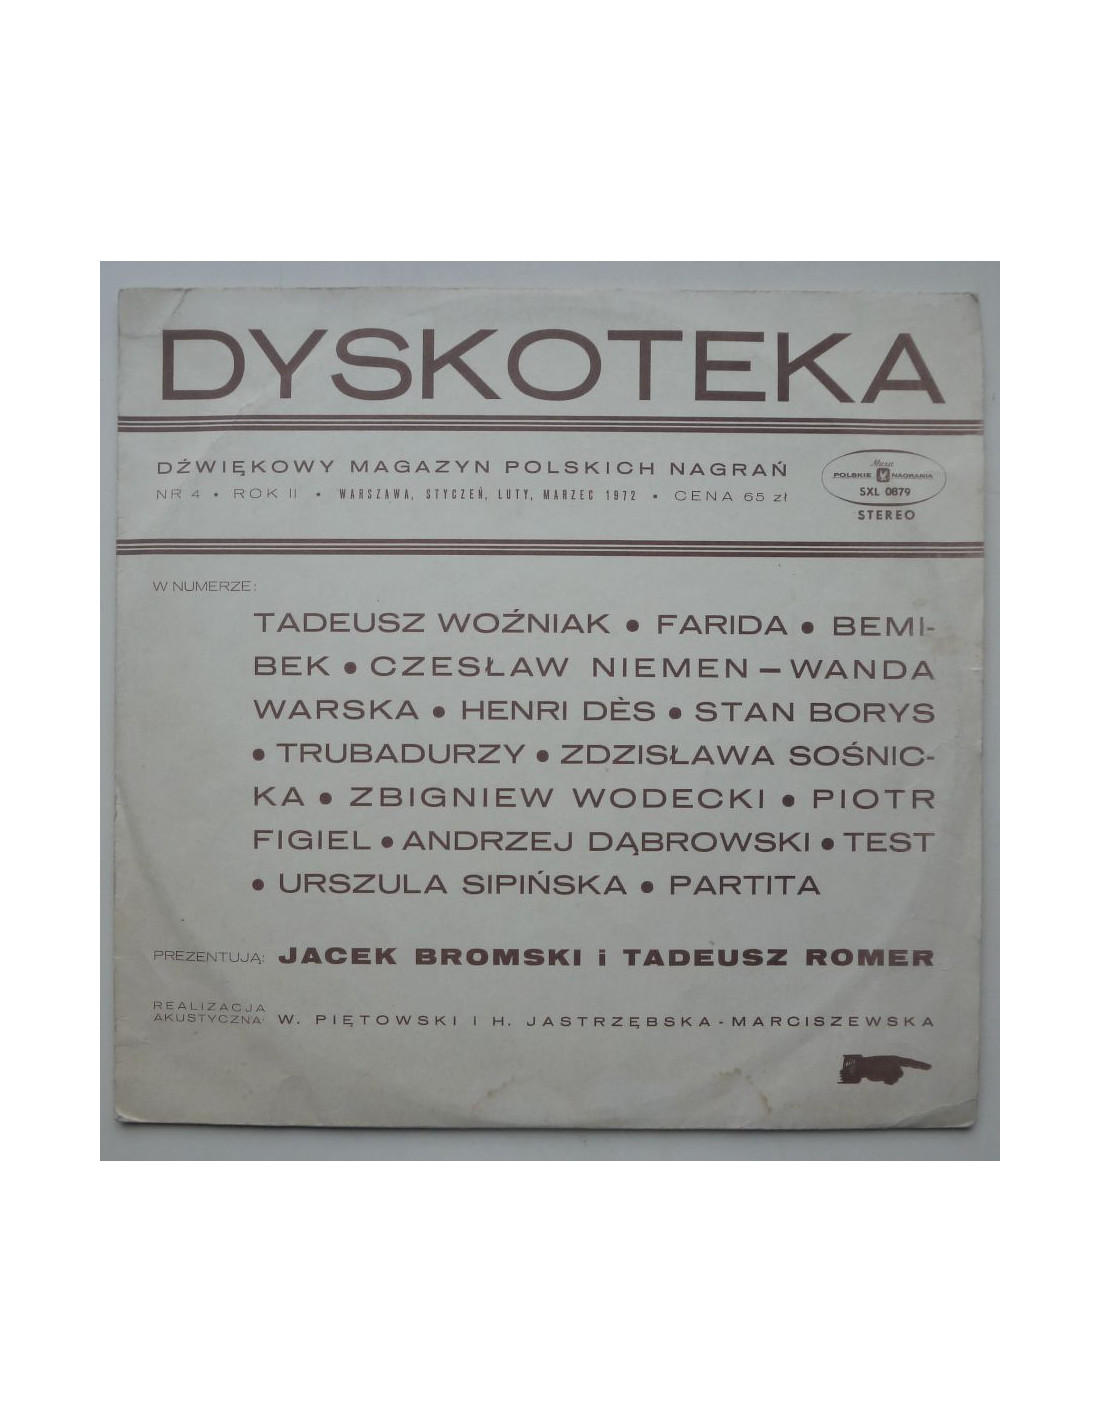 DYSKOTEKA
DŹWIĘKOWY MAGAZYN POLSKICH NAGRAŃ
NR 4 • ROK II • WARSZAWA, STYCZEŃ, LUTY, MARZEC 1972 • CENA 65 zł
Muza
POLSKIE NAGRANIA
SXL 0879
STEREO
W NUMERZE:
TADEUSZ WOŹNIAK • FARIDA • BEMI-
BEK • CZESŁAW NIEMEN – WANDA
WARSKA • HENRI DÈS • STAN BORYS
• TRUBADURZY • ZDZISŁAWA SOŚNIC-
KA • ZBIGNIEW WODECKI • PIOTR
FIGIEL • ANDRZEJ DĄBROWSKI • TEST
• URSZULA SIPIŃSKA • PARTITA
PREZENTUJĄ: JACEK BROMSKI i TADEUSZ ROMER
REALIZACJA
AKUSTYCZNA: W. PIĘTOWSKI I H. JASTRZĘBSKA - MARCISZEWSKA